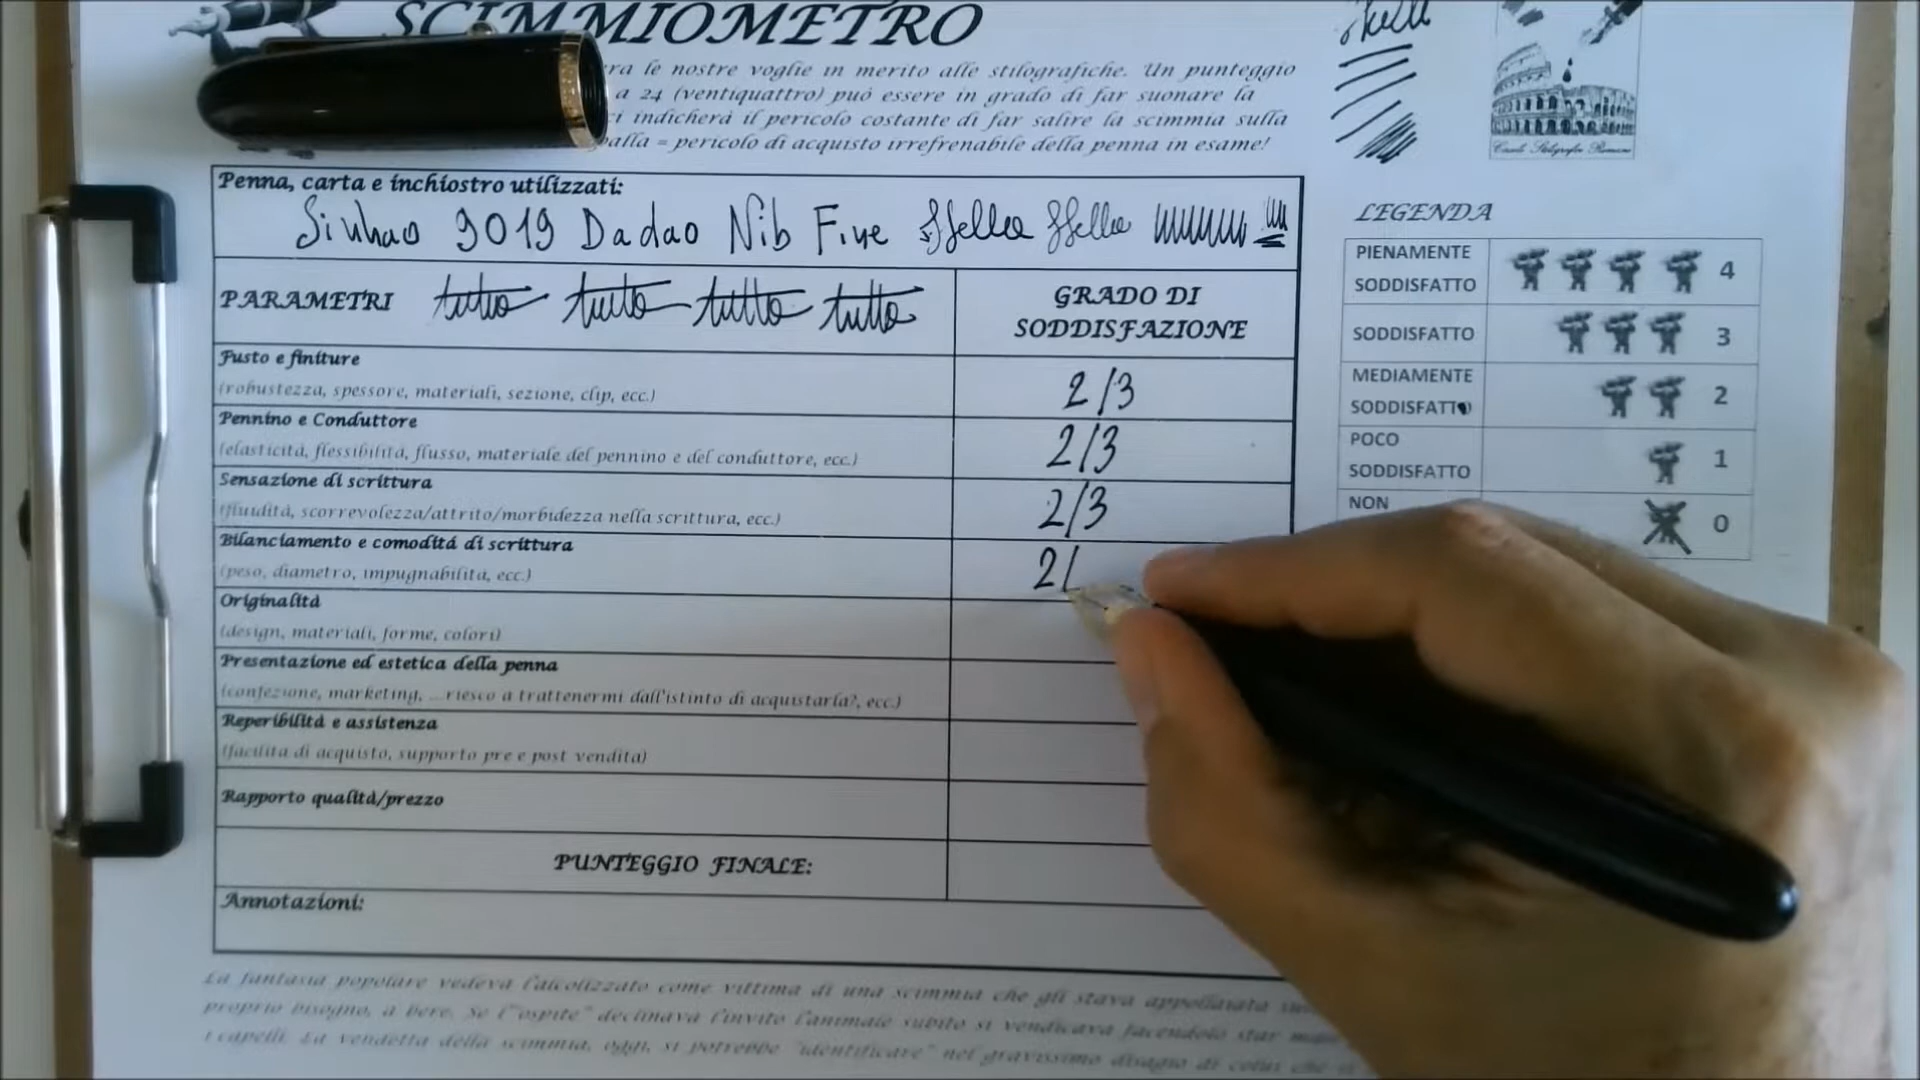 SCIMMIOMETRO
ra le nostre voglie in merito alle stilografiche. Un punteggio
a 24 (ventiquattro) può essere in grado di far suonare la
ci indicherà il pericolo costante di far salire la scimmia sulla
palla = pericolo di acquisto irrefrenabile della penna in esame!
Penna, carta e inchiostro utilizzati:
Jinhao 9019 Dadao Nib Fine
PARAMETRI tutto tutto tutto tutto
GRADO DI
SODDISFAZIONE
Fusto e finiture
(robustezza, spessore, materiali, sezione, clip, ecc.)
2/3
Pennino e Conduttore
(elasticità, flessibilità, flusso, materiale del pennino e del conduttore, ecc.)
2/3
Sensazione di scrittura
(fluidità, scorrevolezza/attrito/morbidezza nella scrittura, ecc.)
2/3
Bilanciamento e comodità di scrittura
(peso, diametro, impugnabilità, ecc.)
2/
Originalità
(design, materiali, forme, colori)
Presentazione ed estetica della penna
(confezione, marketing, ...riesco a trattenermi dall'istinto di acquistarla?, ecc.)
Reperibilità e assistenza
(facilità di acquisto, supporto pre e post vendita)
Rapporto qualità/prezzo
PUNTEGGIO FINALE:
Annotazioni:
La fantasia popolare vedeva l'alcolizzato come vittima di una scimmia che gli stava appollaiata
proprio bisogno, a bere. Se l'"ospite" declinava l'invito l'animale subito si vendicava facendolo star
i capelli. La vendetta della scimmia, oggi, si potrebbe "identificare" nel gravissimo disagio di colui che
LEGENDA
PIENAMENTE
SODDISFATTO
4
SODDISFATTO
3
MEDIAMENTE
SODDISFATTO
2
POCO
SODDISFATTO
1
NON
0